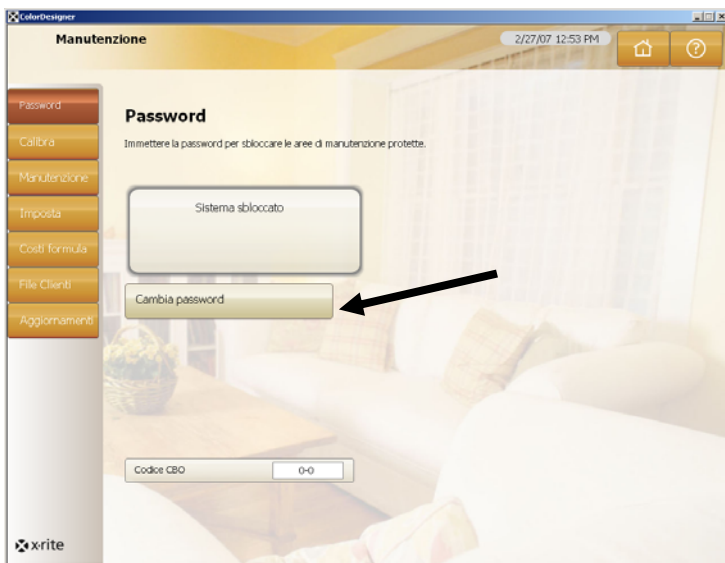 ColorDesigner
Manutenzione
2/27/07 12:53 PM
Password
Calibra
Manutenzione
Imposta
Costi formula
File Clienti
Aggiornamenti
Password
Immettere la password per sbloccare le aree di manutenzione protette.
Sistema sbloccato
Cambia password
Codice CBO
0-0
x·rite